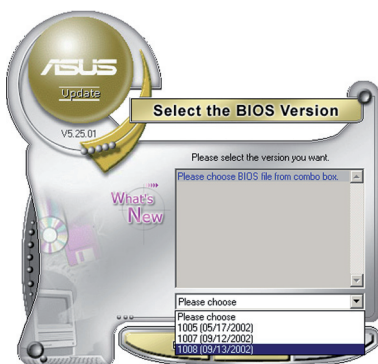 ASUS
Update
V5.25.01
Select the BIOS Version
Please select the version you want.
Please choose BIOS file from combo box.
What's
New
Please choose
Please choose
1005 (05/17/2002)
1007 (09/12/2002)
1008 (09/13/2002)